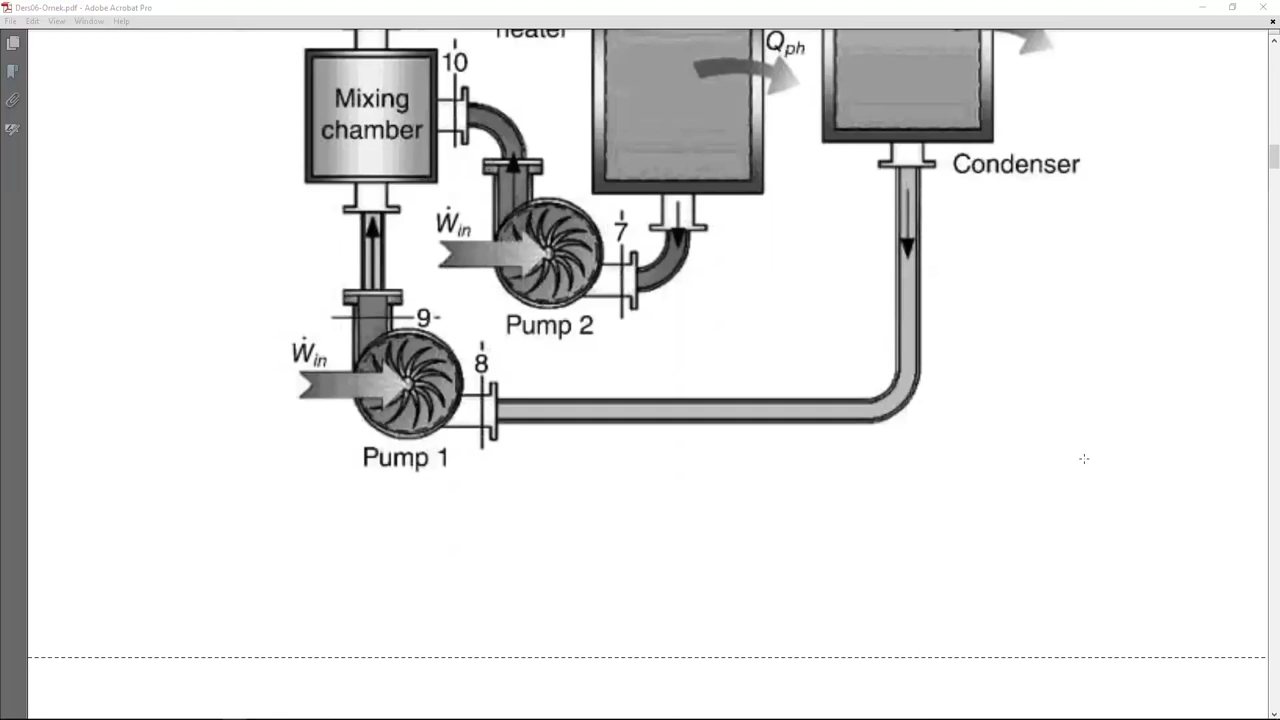 Ders06-Ornek.pdf - Adobe Acrobat Pro
File Edit View Window Help
heater
Qph
10
Mixing
chamber
Condenser
Ẇin
7
Pump 2
9
Ẇin
8
Pump 1